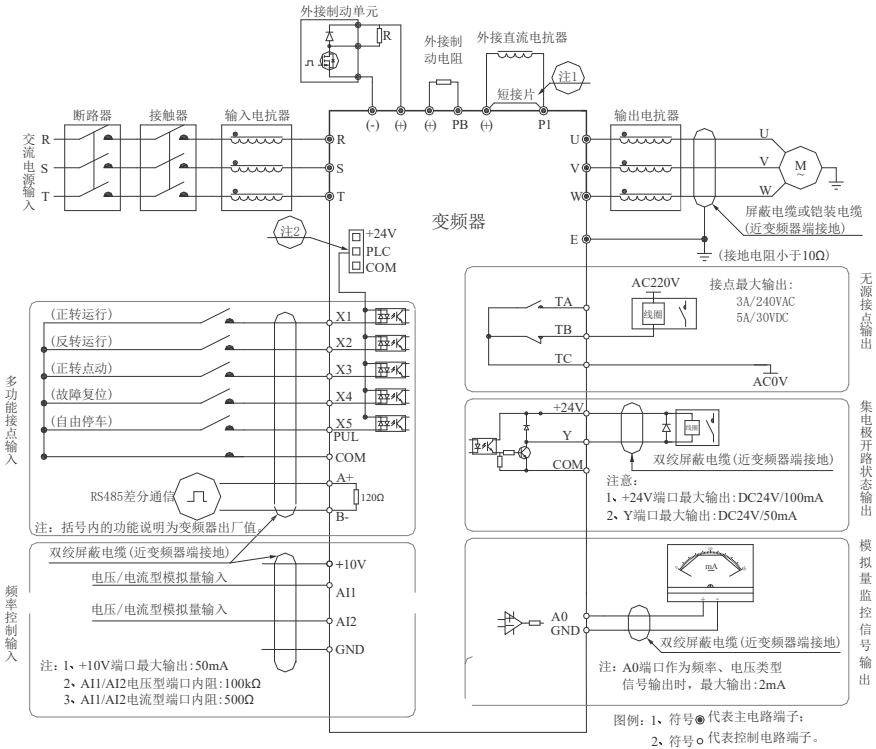 外接制动单元
R
外接制
动电阻
外接直流电抗器
注1
短接片
(-)
(+)
(+)
PB
(+)
P1
断路器
接触器
输入电抗器
输出电抗器
交流电源输入
R
S
T
R
S
T
U
V
W
U
V
W
M
~
变频器
屏蔽电缆或铠装电缆
(近变频器端接地)
E
(接地电阻小于10Ω)
注2
+24V
PLC
COM
多功能接点输入
(正转运行)
X1
(反转运行)
X2
(正转点动)
X3
(故障复位)
X4
(自由停车)
X5
PUL
COM
A+
RS485差分通信
120Ω
B-
注: 括号内的功能说明为变频器出厂值。
双绞屏蔽电缆(近变频器端接地)
频率控制输入
+10V
电压/电流型模拟量输入
AI1
电压/电流型模拟量输入
AI2
GND
注: 1、+10V端口最大输出:50mA
2、AI1/AI2电压型端口内阻:100kΩ
3、AI1/AI2电流型端口内阻:500Ω
无源接点输出
AC220V
接点最大输出:
3A/240VAC
5A/30VDC
TA
线圈
TB
TC
AC0V
集电极开路状态输出
+24V
Y
线圈
COM
双绞屏蔽电缆(近变频器端接地)
注意:
1、+24V端口最大输出:DC24V/100mA
2、Y端口最大输出:DC24V/50mA
模拟量监控信号输出
mA
+ -
A0
GND
双绞屏蔽电缆(近变频器端接地)
注: A0端口作为频率、电压类型
信号输出时，最大输出:2mA
图例: 1、符号代表主电路端子;
2、符号代表控制电路端子。